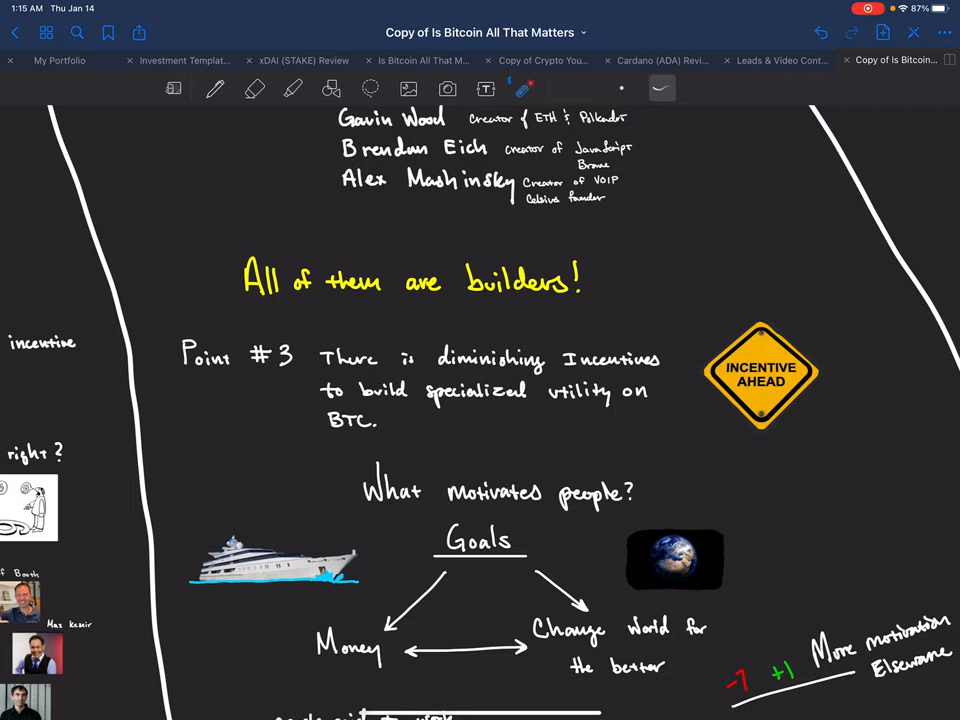 1:15 AM Thu Jan 14
87%
Copy of Is Bitcoin All That Matters
My Portfolio
Investment Templat...
xDAI (STAKE) Review
Is Bitcoin All That M...
Copy of Crypto You...
Cardano (ADA) Revi...
Leads & Video Cont...
Copy of Is Bitcoin...
Gavin Wood Creator of ETH & Polkadot
Brendan Eich creator of JavaScript
Brave
Alex Mashinsky Creator of VOIP
Celsius founder
All of them are builders!
incentive
Point #3 There is diminishing Incentives
to build specialized utility on
BTC.
INCENTIVE
AHEAD
right?
What motivates people?
Goals
Booth
Max Keiser
Money
Change World for
the better
-1 +1 More motivation
Elsewhere